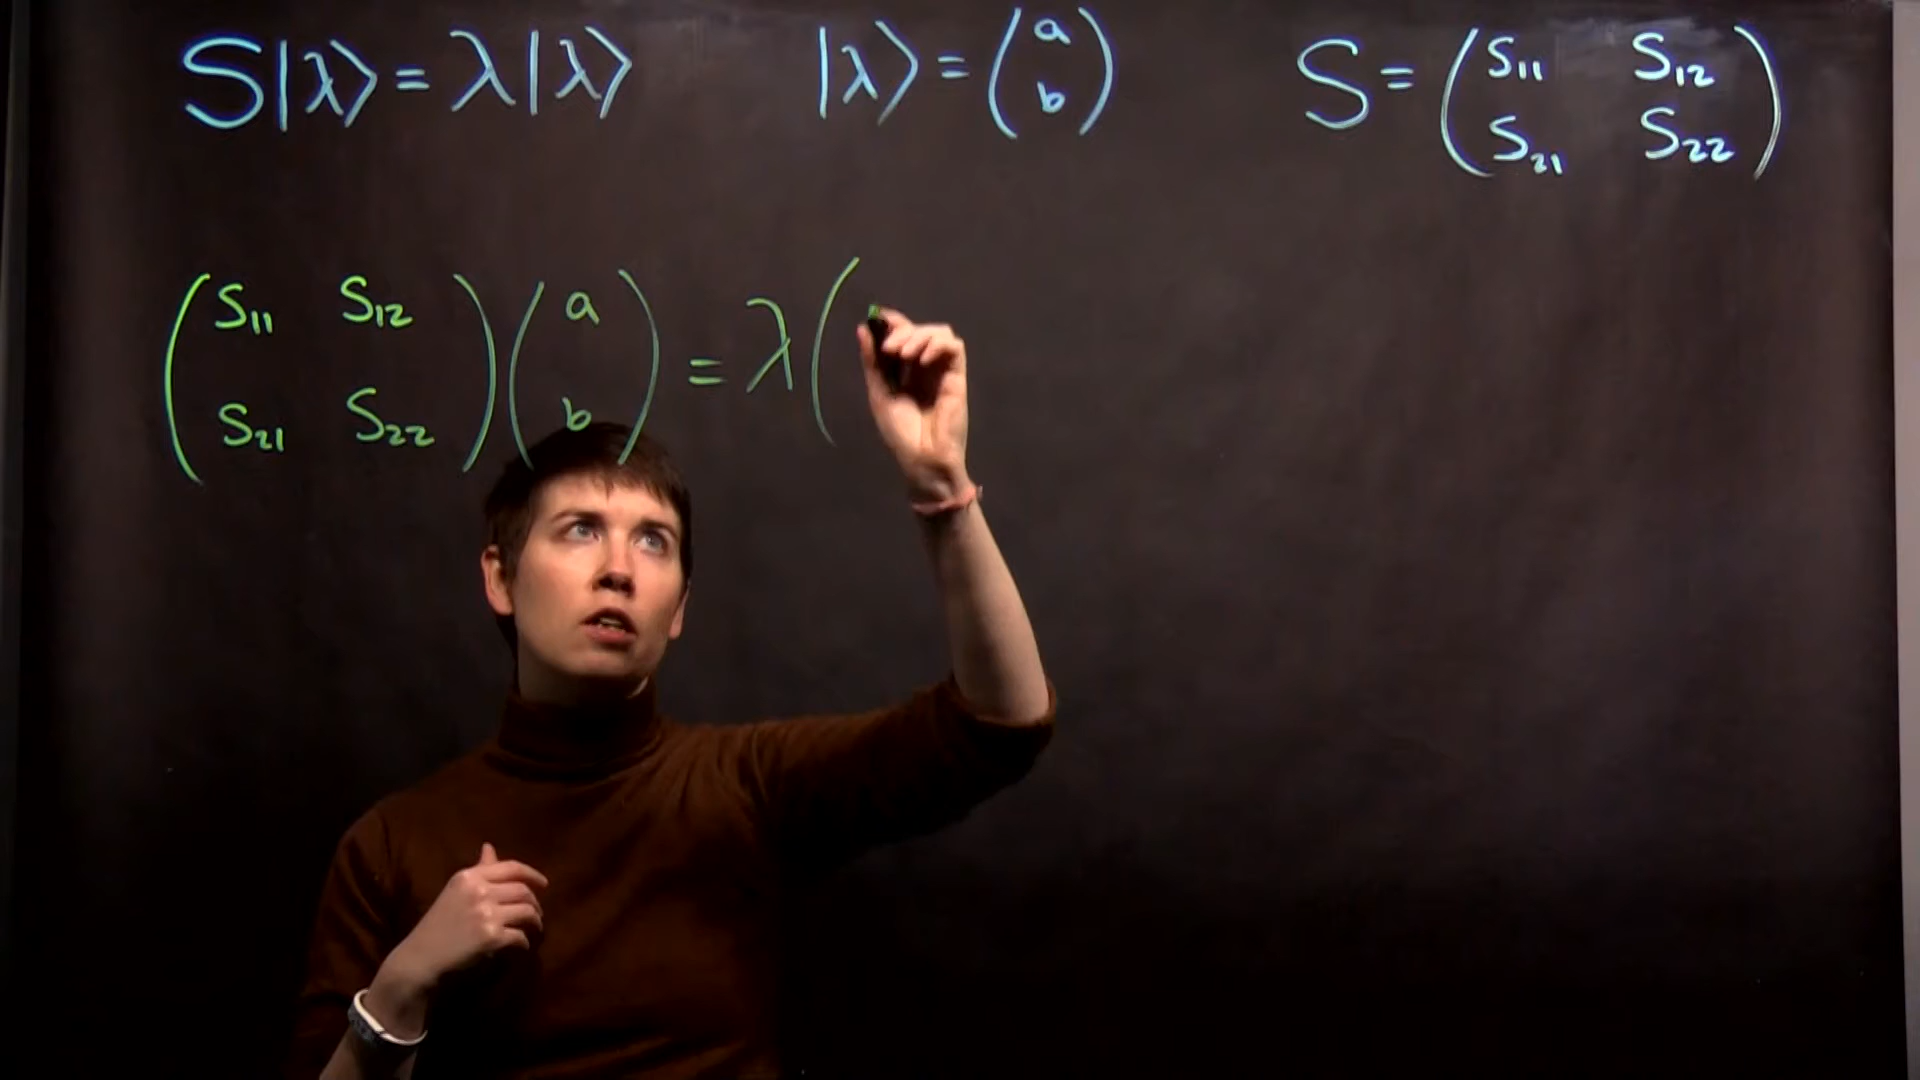 S|λ⟩ = λ|λ⟩ |λ⟩ = (a b) S = (S₁₁ S₁₂ S₂₁ S₂₂)
(S₁₁ S₁₂ S₂₁ S₂₂)(a b) = λ(